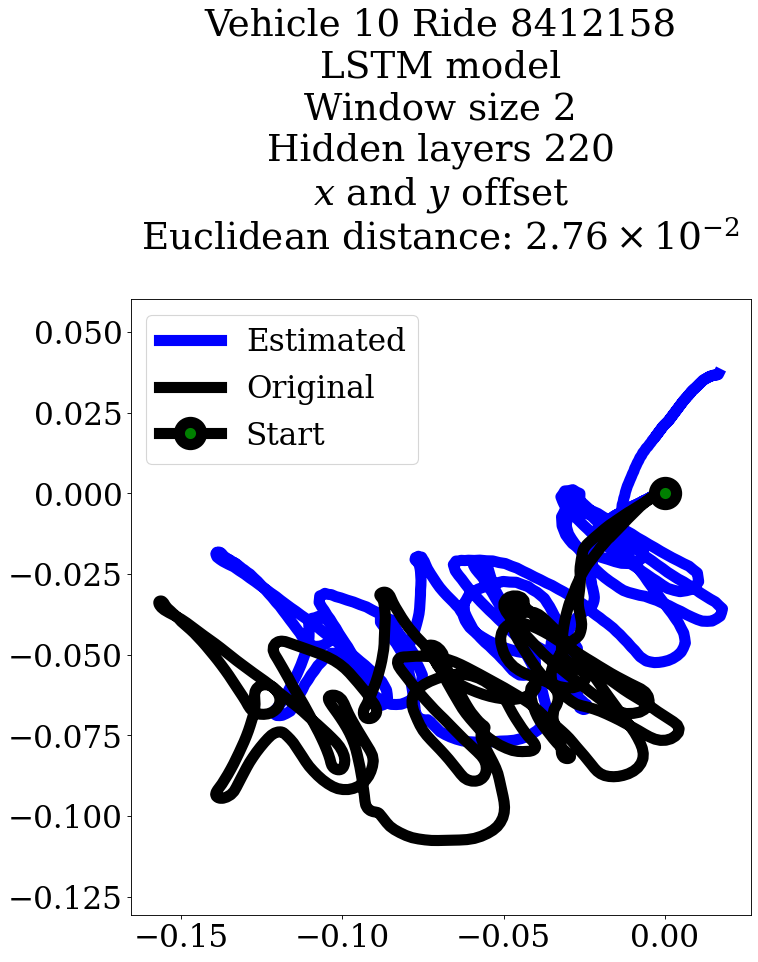 Vehicle 10 Ride 8412158
LSTM model
Window size 2
Hidden layers 220
x and y offset
Euclidean distance: 2.76 × 10⁻²
Estimated
Original
Start
0.050
0.025
0.000
−0.025
−0.050
−0.075
−0.100
−0.125
−0.15
−0.10
−0.05
0.00